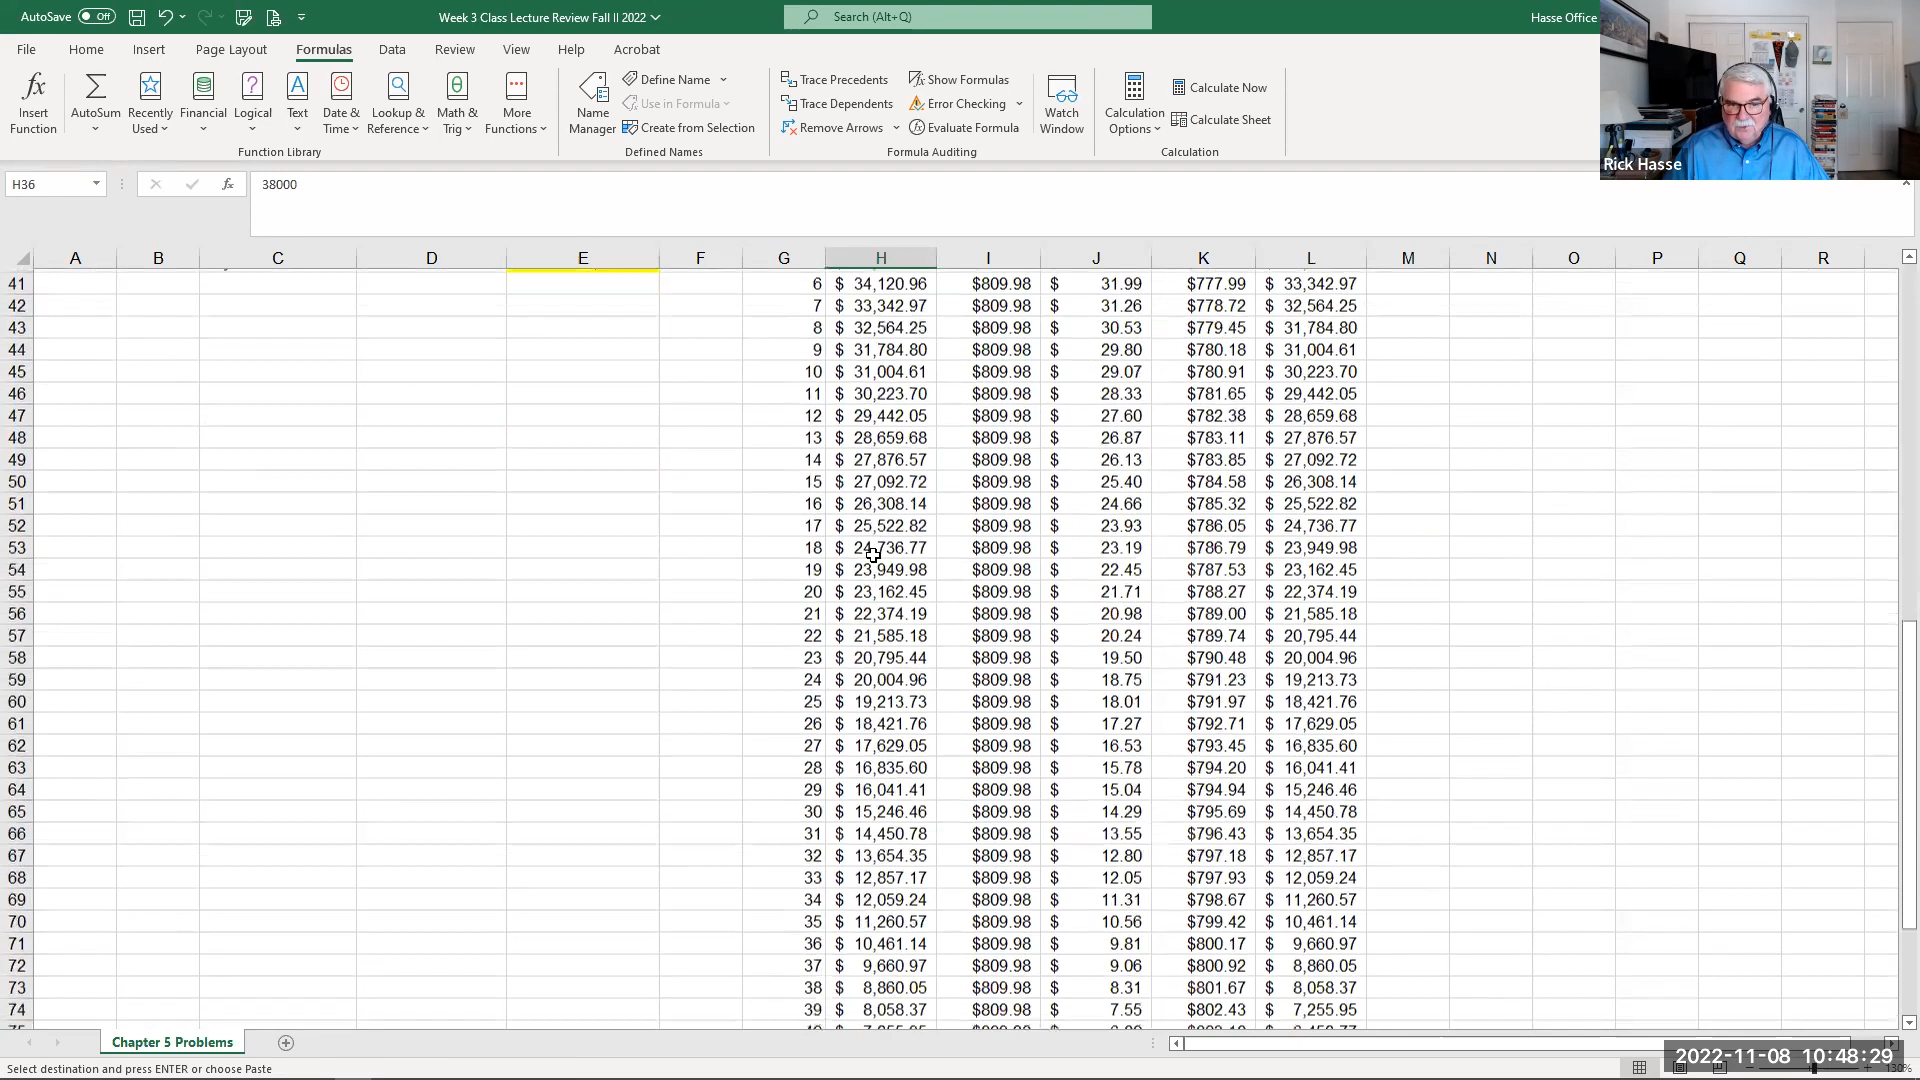 AutoSave Off Week 3 Class Lecture Review Fall II 2022 Search (Alt+Q) Hasse Office
File Home Insert Page Layout Formulas Data Review View Help Acrobat
Insert Function AutoSum Recently Used Financial Logical Text Date & Time Lookup & Reference Math & Trig More Functions
Function Library
Name Manager Define Name Use in Formula Create from Selection
Defined Names
Trace Precedents Trace Dependents Remove Arrows Show Formulas Error Checking Evaluate Formula
Formula Auditing
Watch Window
Calculation Options Calculate Now Calculate Sheet
Calculation
Rick Hasse
H36 fx 38000
A B C D E F G H I J K L M N O P Q R
41 6 $ 34,120.96 $809.98 $ 31.99 $777.99 $ 33,342.97
42 7 $ 33,342.97 $809.98 $ 31.26 $778.72 $ 32,564.25
43 8 $ 32,564.25 $809.98 $ 30.53 $779.45 $ 31,784.80
44 9 $ 31,784.80 $809.98 $ 29.80 $780.18 $ 31,004.61
45 10 $ 31,004.61 $809.98 $ 29.07 $780.91 $ 30,223.70
46 11 $ 30,223.70 $809.98 $ 28.33 $781.65 $ 29,442.05
47 12 $ 29,442.05 $809.98 $ 27.60 $782.38 $ 28,659.68
48 13 $ 28,659.68 $809.98 $ 26.87 $783.11 $ 27,876.57
49 14 $ 27,876.57 $809.98 $ 26.13 $783.85 $ 27,092.72
50 15 $ 27,092.72 $809.98 $ 25.40 $784.58 $ 26,308.14
51 16 $ 26,308.14 $809.98 $ 24.66 $785.32 $ 25,522.82
52 17 $ 25,522.82 $809.98 $ 23.93 $786.05 $ 24,736.77
53 18 $ 24,736.77 $809.98 $ 23.19 $786.79 $ 23,949.98
54 19 $ 23,949.98 $809.98 $ 22.45 $787.53 $ 23,162.45
55 20 $ 23,162.45 $809.98 $ 21.71 $788.27 $ 22,374.19
56 21 $ 22,374.19 $809.98 $ 20.98 $789.00 $ 21,585.18
57 22 $ 21,585.18 $809.98 $ 20.24 $789.74 $ 20,795.44
58 23 $ 20,795.44 $809.98 $ 19.50 $790.48 $ 20,004.96
59 24 $ 20,004.96 $809.98 $ 18.75 $791.23 $ 19,213.73
60 25 $ 19,213.73 $809.98 $ 18.01 $791.97 $ 18,421.76
61 26 $ 18,421.76 $809.98 $ 17.27 $792.71 $ 17,629.05
62 27 $ 17,629.05 $809.98 $ 16.53 $793.45 $ 16,835.60
63 28 $ 16,835.60 $809.98 $ 15.78 $794.20 $ 16,041.41
64 29 $ 16,041.41 $809.98 $ 15.04 $794.94 $ 15,246.46
65 30 $ 15,246.46 $809.98 $ 14.29 $795.69 $ 14,450.78
66 31 $ 14,450.78 $809.98 $ 13.55 $796.43 $ 13,654.35
67 32 $ 13,654.35 $809.98 $ 12.80 $797.18 $ 12,857.17
68 33 $ 12,857.17 $809.98 $ 12.05 $797.93 $ 12,059.24
69 34 $ 12,059.24 $809.98 $ 11.31 $798.67 $ 11,260.57
70 35 $ 11,260.57 $809.98 $ 10.56 $799.42 $ 10,461.14
71 36 $ 10,461.14 $809.98 $ 9.81 $800.17 $ 9,660.97
72 37 $ 9,660.97 $809.98 $ 9.06 $800.92 $ 8,860.05
73 38 $ 8,860.05 $809.98 $ 8.31 $801.67 $ 8,058.37
74 39 $ 8,058.37 $809.98 $ 7.55 $802.43 $ 7,255.95
Chapter 5 Problems
Select destination and press ENTER or choose Paste
2022-11-08 10:48:29
130%